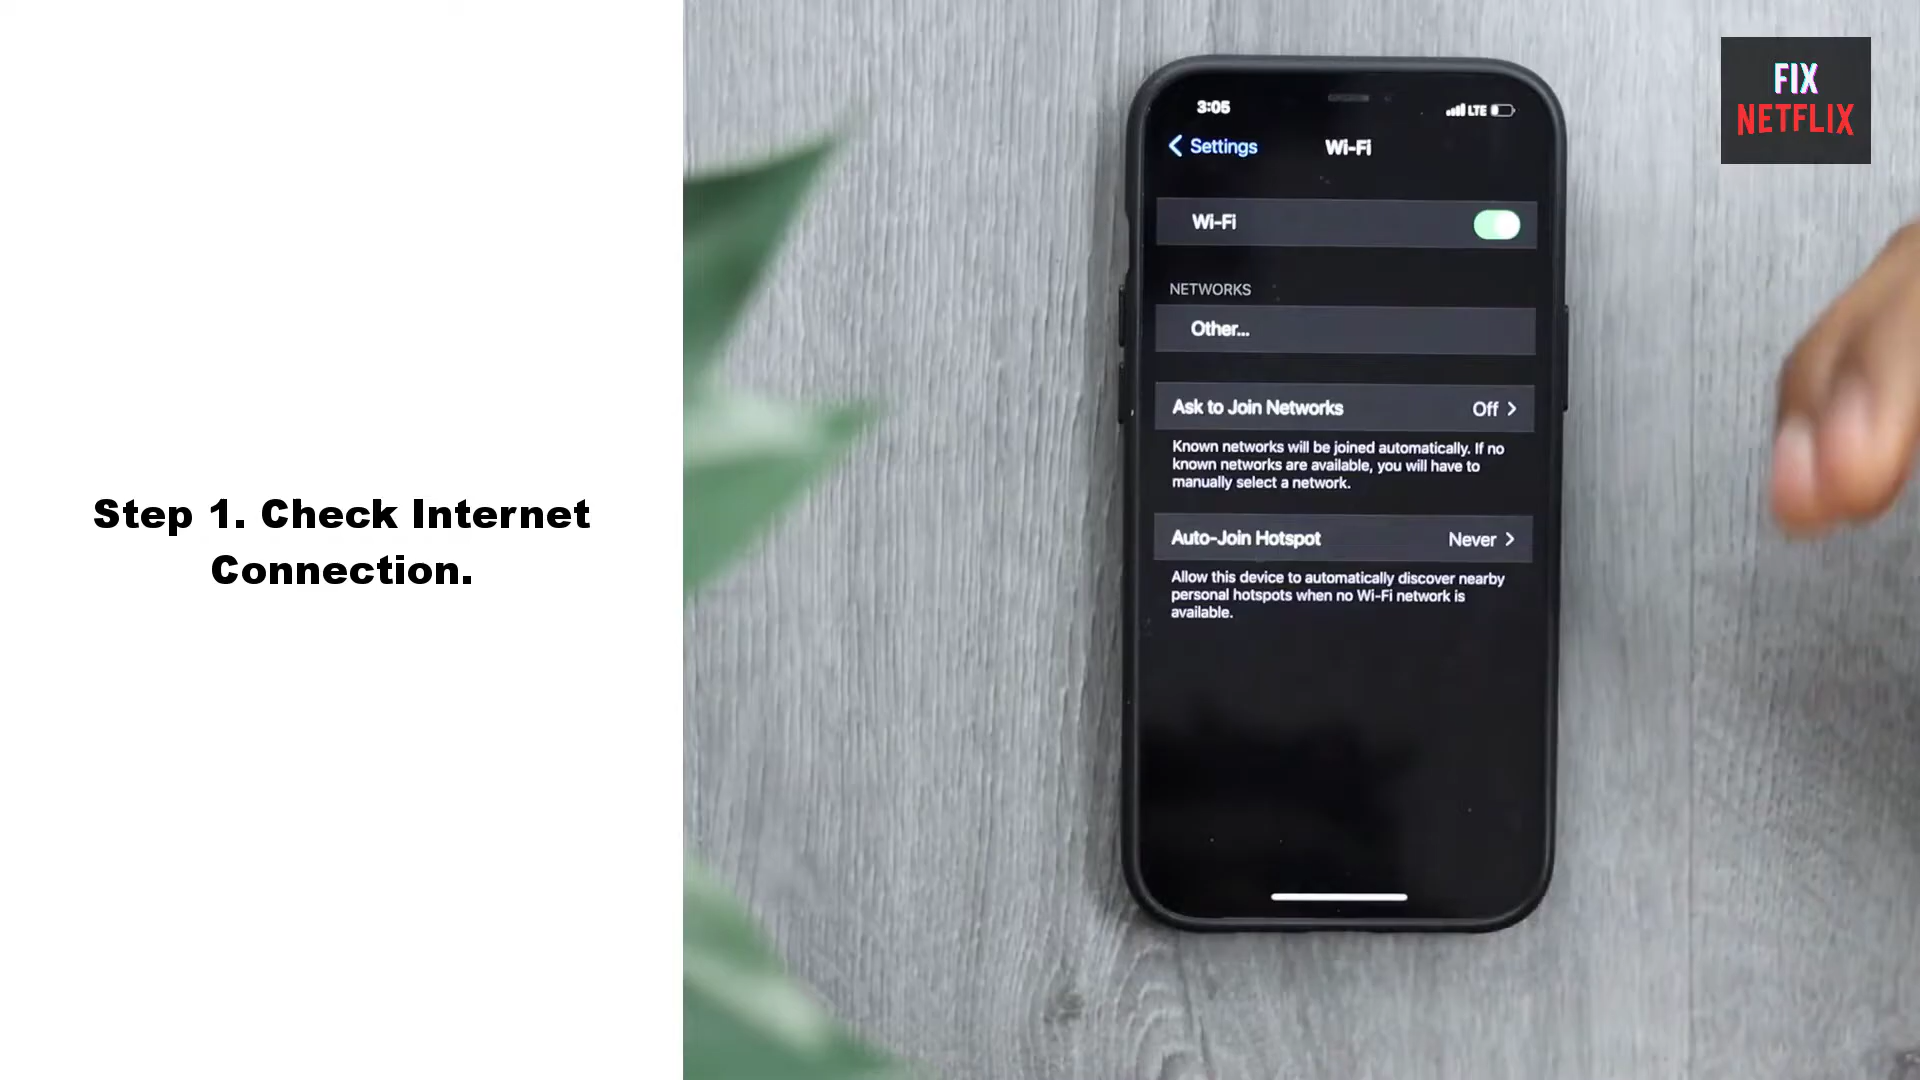 FIX
NETFLIX
3:05
LTE
Settings
Wi-Fi
Wi-Fi
NETWORKS
Other...
Ask to Join Networks Off
Known networks will be joined automatically. If no
known networks are available, you will have to
manually select a network.
Auto-Join Hotspot Never
Allow this device to automatically discover nearby
personal hotspots when no Wi-Fi network is
available.
Step 1. Check Internet
Connection.